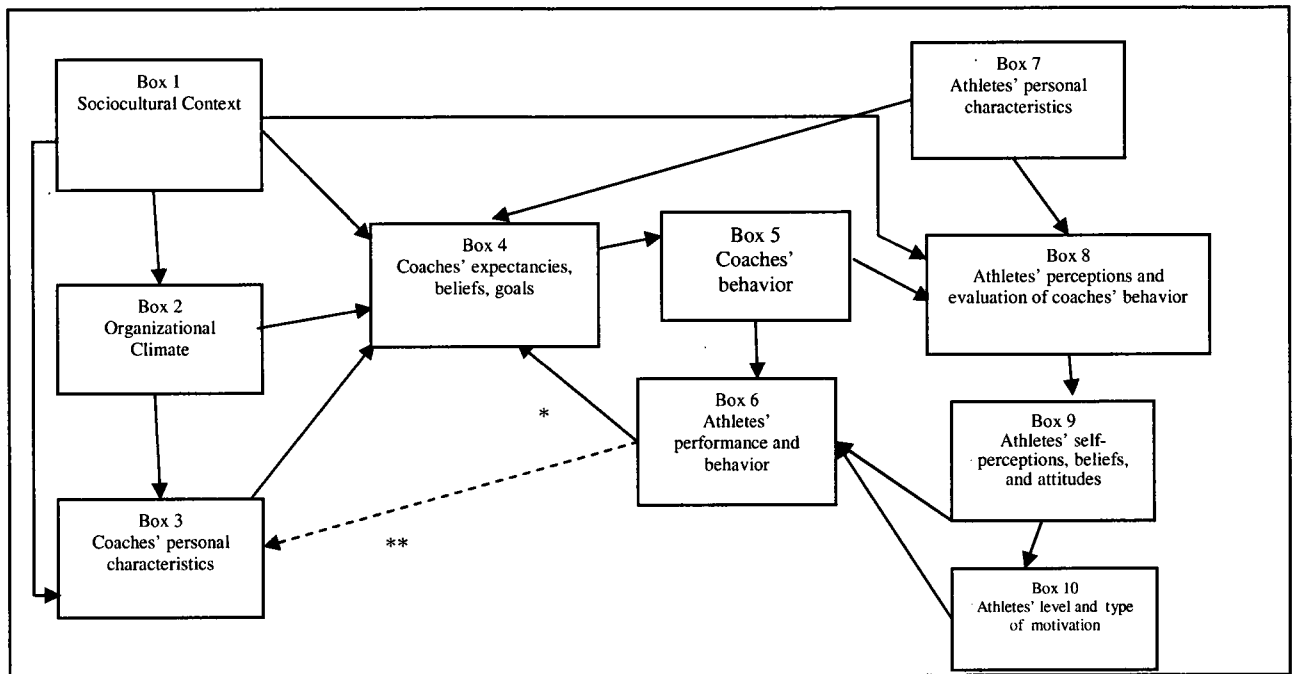 Box 1
Sociocultural Context
Box 2
Organizational
Climate
Box 3
Coaches' personal
characteristics
Box 4
Coaches' expectancies,
beliefs, goals
Box 5
Coaches'
behavior
Box 6
Athletes'
performance and
behavior
*
**
Box 7
Athletes' personal
characteristics
Box 8
Athletes' perceptions and
evaluation of coaches' behavior
Box 9
Athletes' self-
perceptions, beliefs,
and attitudes
Box 10
Athletes' level and type
of motivation